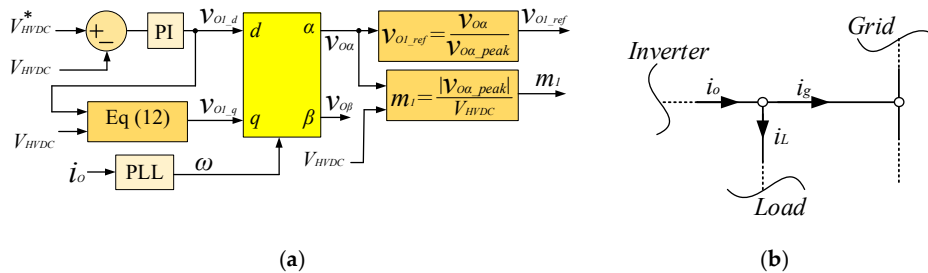 V*HVDC
+
−
PI
vO1_d
VHVDC
Eq (12)
vO1_q
VHVDC
io
PLL
ω
d
q
α
β
vOα
vOβ
vO1_ref = vOα / vOα_peak
vO1_ref
m1 = |vOα_peak| / VHVDC
m1
VHVDC
(a)
Inverter
Grid
io
ig
iL
Load
(b)